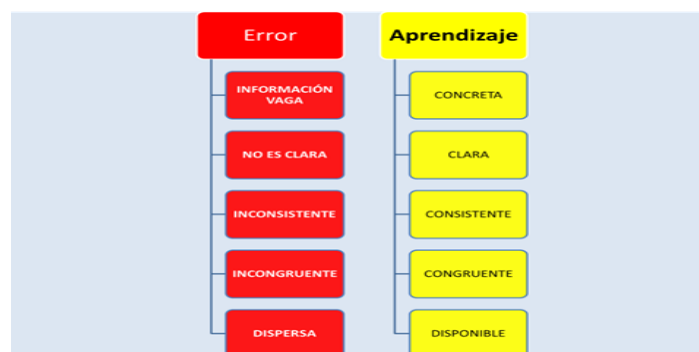 Error
INFORMACIÓN
VAGA
NO ES CLARA
INCONSISTENTE
INCONGRUENTE
DISPERSA
Aprendizaje
CONCRETA
CLARA
CONSISTENTE
CONGRUENTE
DISPONIBLE